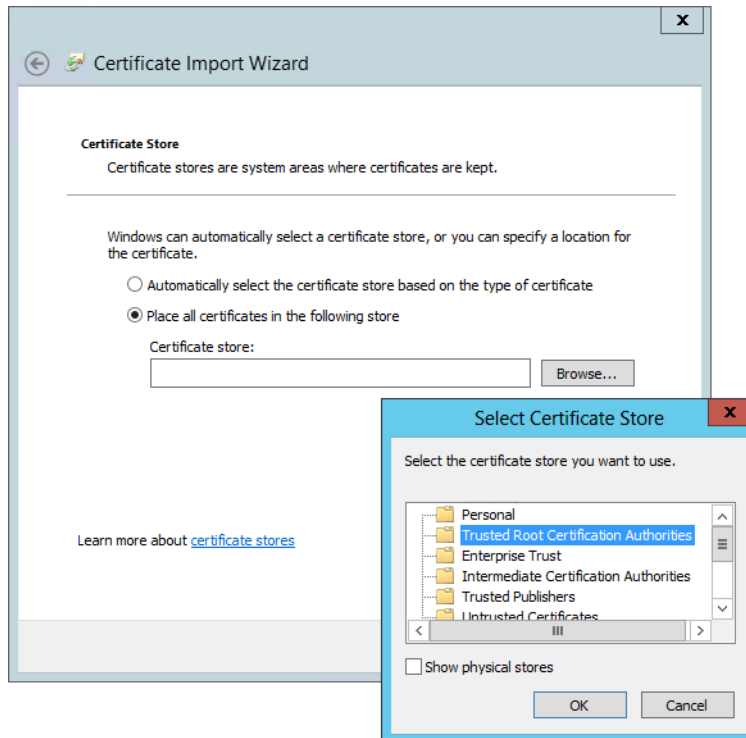 x
Certificate Import Wizard
Certificate Store
Certificate stores are system areas where certificates are kept.
Windows can automatically select a certificate store, or you can specify a location for
the certificate.
Automatically select the certificate store based on the type of certificate
Place all certificates in the following store
Certificate store:
Browse...
Learn more about certificate stores
Select Certificate Store
x
Select the certificate store you want to use.
Personal
Trusted Root Certification Authorities
Enterprise Trust
Intermediate Certification Authorities
Trusted Publishers
Untrusted Certificates
Show physical stores
OK
Cancel